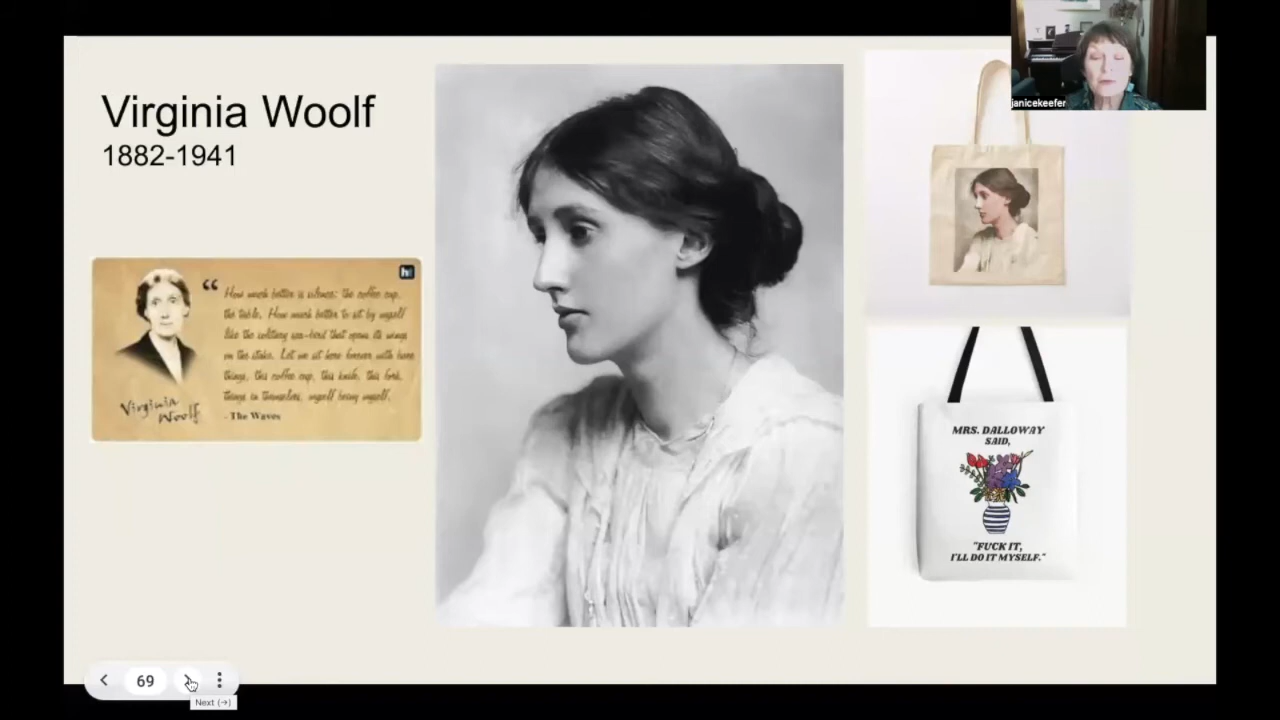 Virginia Woolf
1882-1941
h
“
How much better is silence; the coffee cup,
the table. How much better to sit by myself
like the solitary sea-bird that opens its wings
on the stake. Let me sit here forever with bare
things, this coffee cup, this knife, this fork,
things in themselves, myself being myself.
- The Waves
Virginia
Woolf
janicekeefer
MRS. DALLOWAY
SAID,
"FUCK IT,
I'LL DO IT MYSELF."
69
Next (→)